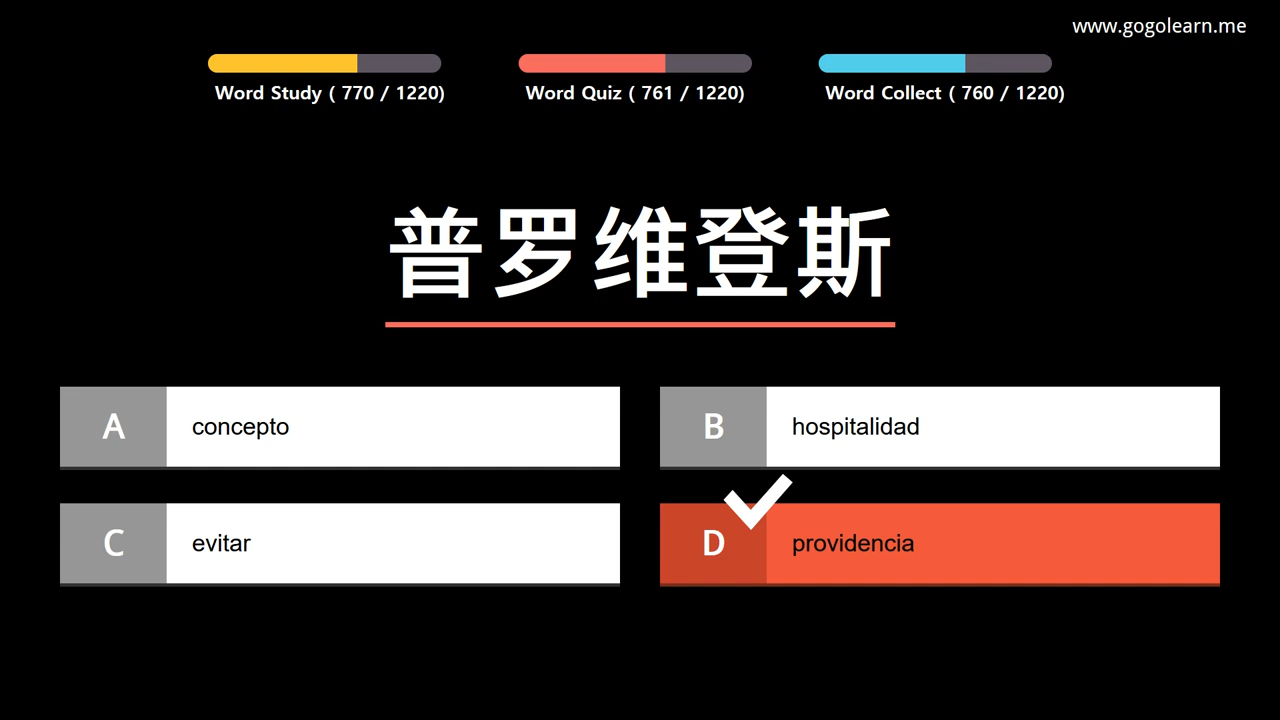 www.gogolearn.me
Word Study ( 770 / 1220)
Word Quiz ( 761 / 1220)
Word Collect ( 760 / 1220)
普罗维登斯
A
concepto
B
hospitalidad
C
evitar
D
providencia